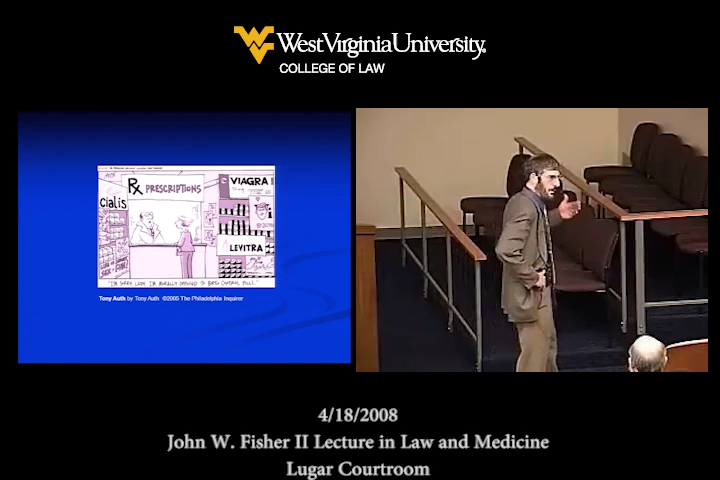 WestVirginiaUniversity.
COLLEGE OF LAW
Rx PRESCRIPTIONS
VIAGRA
cialis
LEVITRA
"I'M SORRY, LADY. I'M MORALLY OPPOSED TO BIRTH CONTROL PILLS."
Tony Auth by Tony Auth ©2005 The Philadelphia Inquirer
4/18/2008
John W. Fisher II Lecture in Law and Medicine
Lugar Courtroom